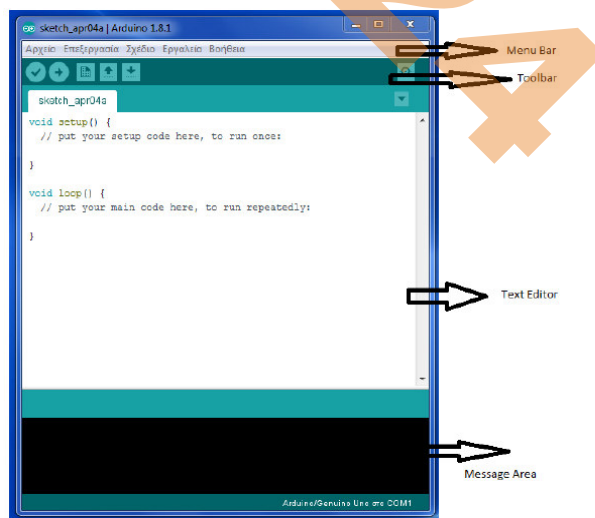 sketch_apr04a | Arduino 1.8.1
Αρχείο Επεξεργασία Σχέδιο Εργαλεία Βοήθεια
Menu Bar
Toolbar
sketch_apr04a
void setup() {
// put your setup code here, to run once:
}
void loop() {
// put your main code here, to run repeatedly:
}
Text Editor
Message Area
Arduino/Genuino Uno στο COM1